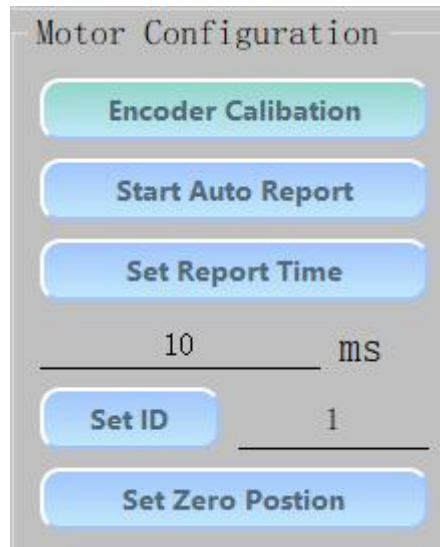 Motor Configuration
Encoder Calibation
Start Auto Report
Set Report Time
10 ms
Set ID 1
Set Zero Postion